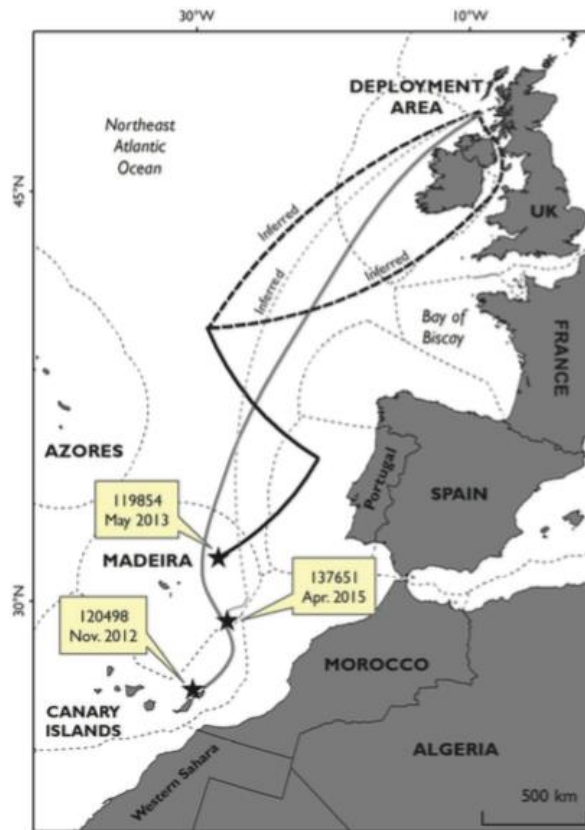 30°W
10°W
DEPLOYMENT
AREA
Northeast
Atlantic
Ocean
45°N
Inferred
Inferred
Inferred
UK
Bay of
Biscay
FRANCE
AZORES
Portugal
SPAIN
119854
May 2013
MADEIRA
137651
Apr. 2015
30°N
120498
Nov. 2012
MOROCCO
CANARY
ISLANDS
ALGERIA
Western Sahara
500 km